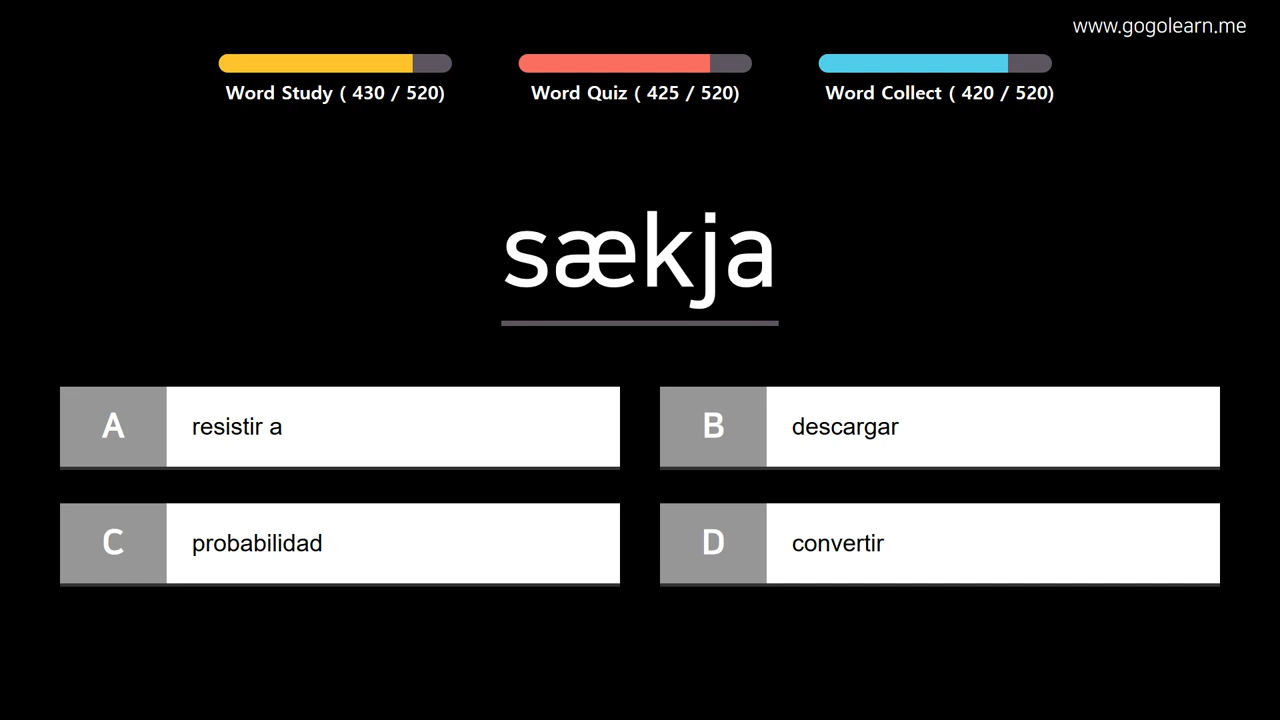 www.gogolearn.me
Word Study ( 430 / 520)
Word Quiz ( 425 / 520)
Word Collect ( 420 / 520)
sækja
A resistir a
B descargar
C probabilidad
D convertir